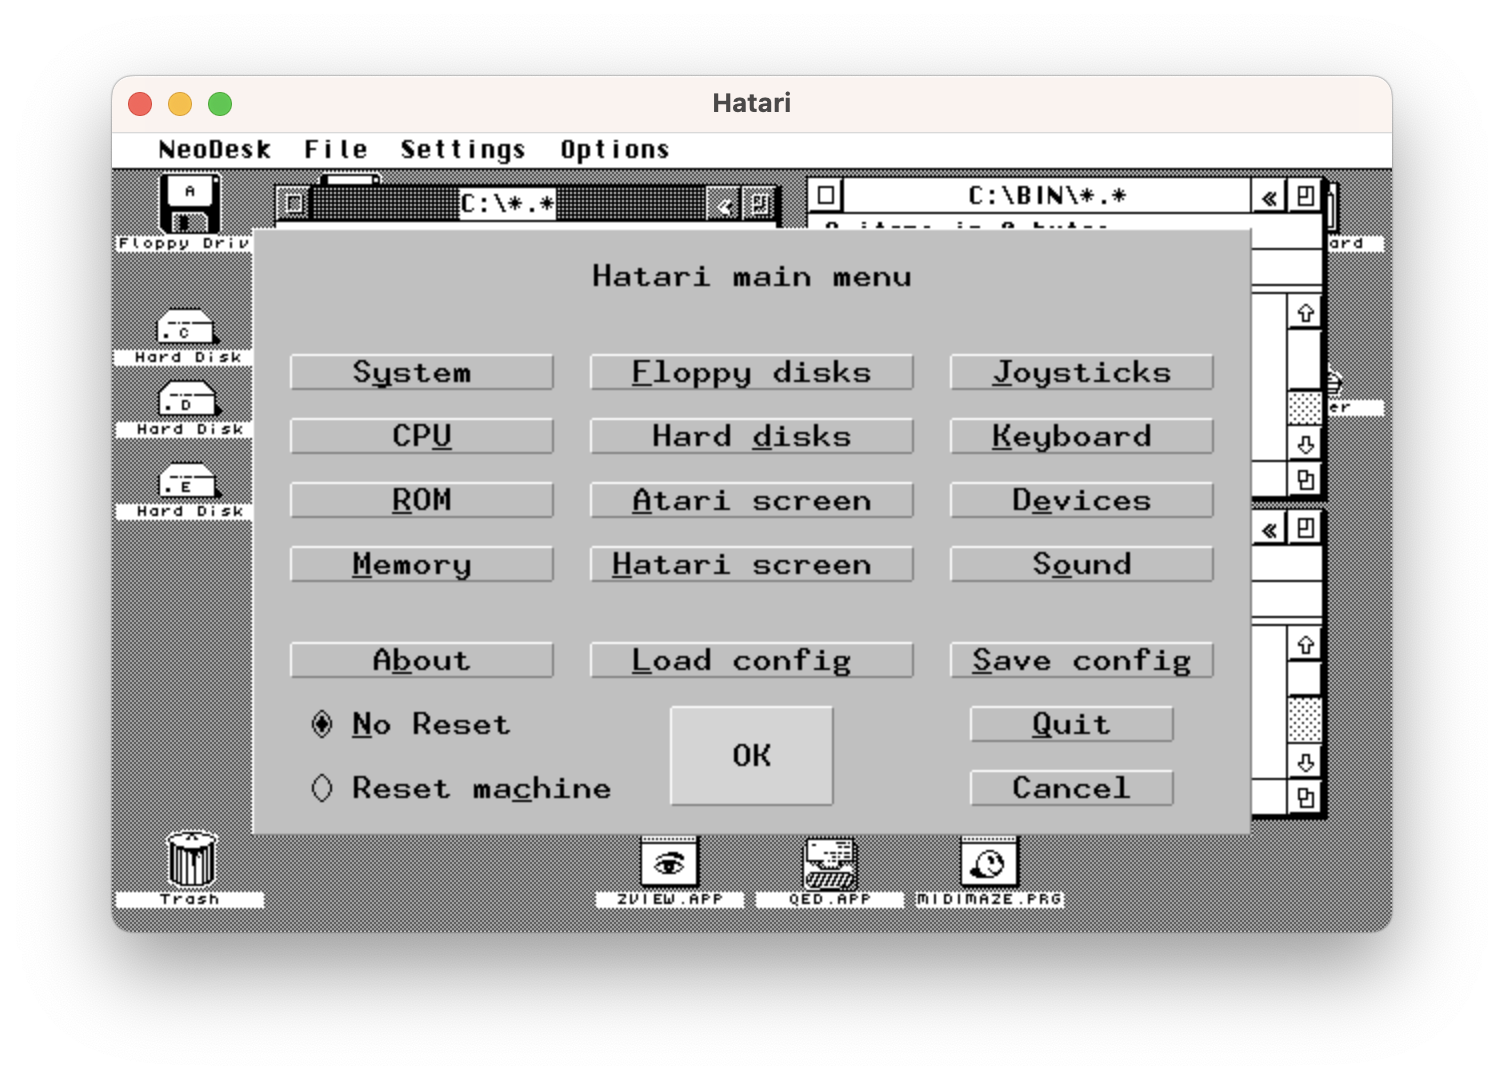 Hatari
NeoDesk File Settings Options
A
C:\*.*
C:\BIN\*.*
Floppy Driv
ard
Hatari main menu
C
Hard Disk
System Floppy disks Joysticks
D
er
Hard Disk
CPU Hard disks Keyboard
E
ROM Atari screen Devices
Hard Disk
Memory Hatari screen Sound
About Load config Save config
No Reset
OK
Quit
Reset machine
Cancel
Trash
ZVIEW.APP QED.APP MIDIMAZE.PRG